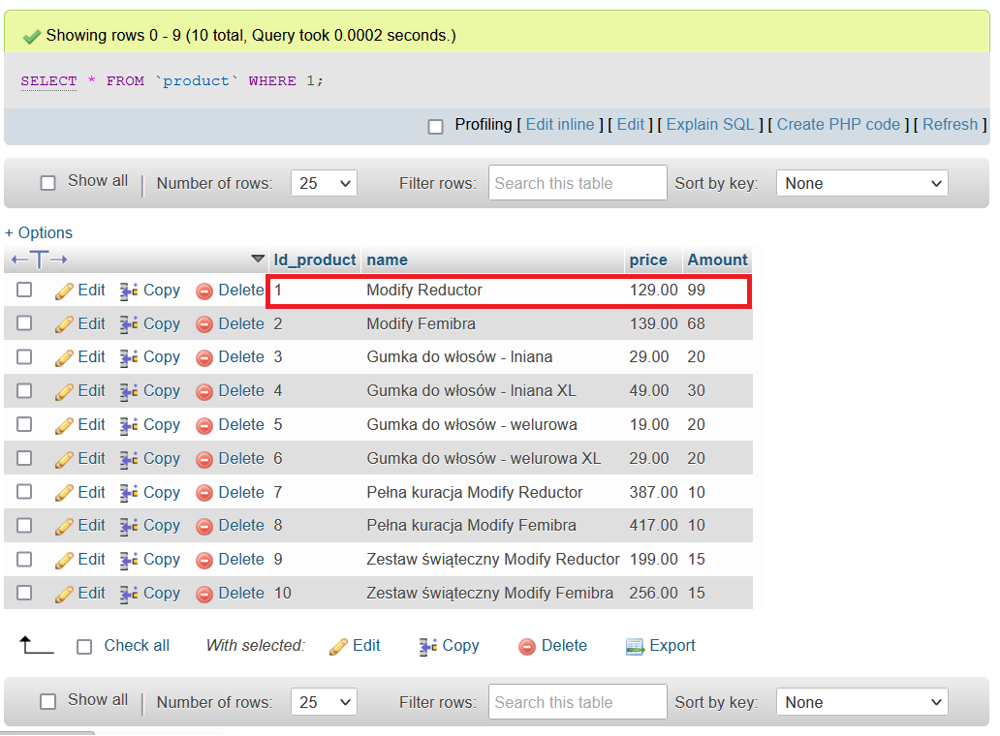 Showing rows 0 - 9 (10 total, Query took 0.0002 seconds.)
SELECT * FROM `product` WHERE 1;
Profiling [ Edit inline ] [ Edit ] [ Explain SQL ] [ Create PHP code ] [ Refresh ]
Show all | Number of rows: 25 Filter rows: Search this table Sort by key: None
+ Options
←T→ Id_product name price Amount
Edit Copy Delete 1 Modify Reductor 129.00 99
Edit Copy Delete 2 Modify Femibra 139.00 68
Edit Copy Delete 3 Gumka do włosów - lniana 29.00 20
Edit Copy Delete 4 Gumka do włosów - lniana XL 49.00 30
Edit Copy Delete 5 Gumka do włosów - welurowa 19.00 20
Edit Copy Delete 6 Gumka do włosów - welurowa XL 29.00 20
Edit Copy Delete 7 Pełna kuracja Modify Reductor 387.00 10
Edit Copy Delete 8 Pełna kuracja Modify Femibra 417.00 10
Edit Copy Delete 9 Zestaw świąteczny Modify Reductor 199.00 15
Edit Copy Delete 10 Zestaw świąteczny Modify Femibra 256.00 15
Check all With selected: Edit Copy Delete Export
Show all | Number of rows: 25 Filter rows: Search this table Sort by key: None